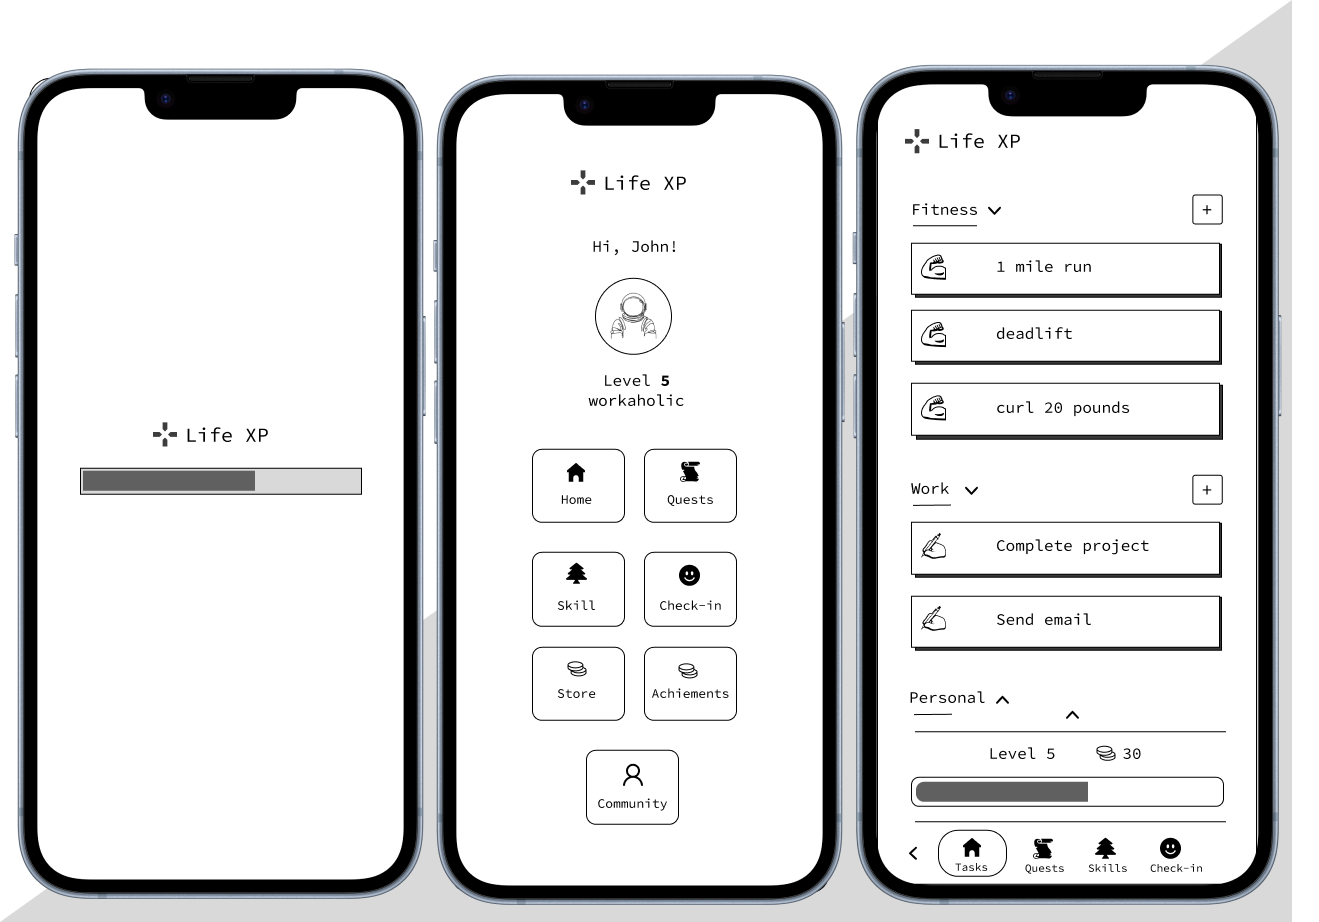 Life XP
Life XP
Hi, John!
Level 5
workaholic
Home
Quests
Skill
Check-in
Store
Achiements
Community
Life XP
Fitness
+
1 mile run
deadlift
curl 20 pounds
Work
+
Complete project
Send email
Personal
Level 5 30
Tasks
Quests
Skills
Check-in